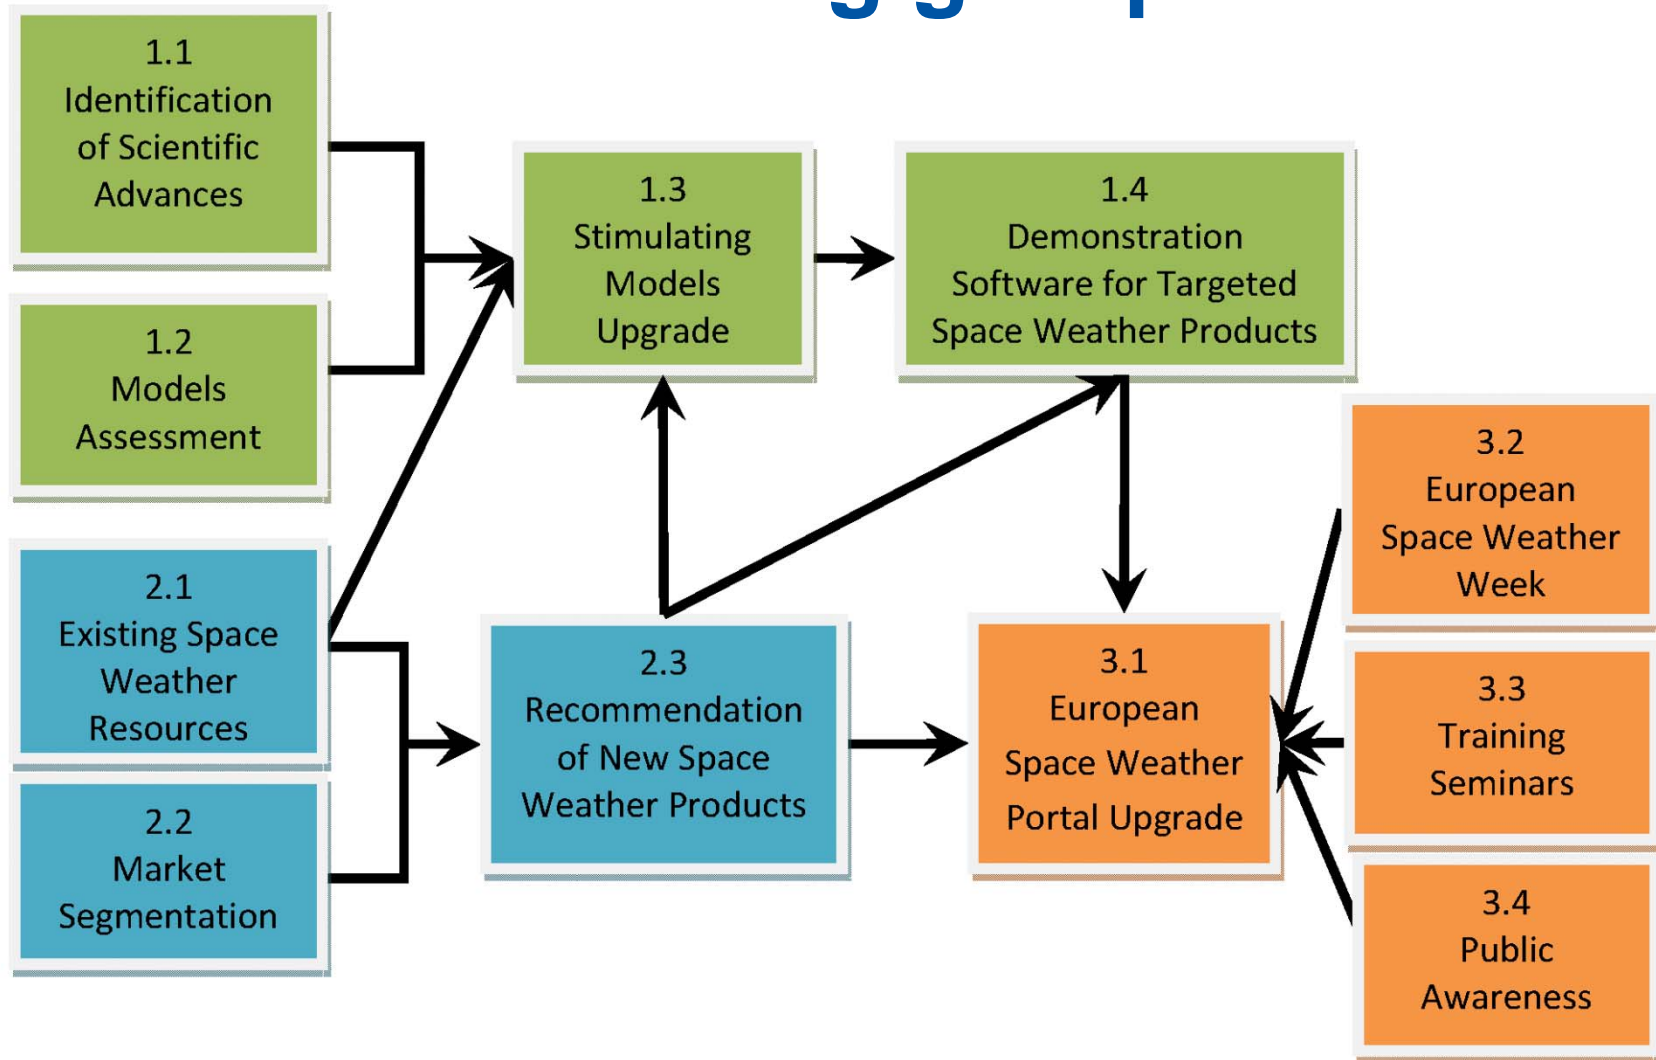 1.1
Identification
of Scientific
Advances
1.2
Models
Assessment
1.3
Stimulating
Models
Upgrade
1.4
Demonstration
Software for Targeted
Space Weather Products
2.1
Existing Space
Weather
Resources
2.2
Market
Segmentation
2.3
Recommendation
of New Space
Weather Products
3.1
European
Space Weather
Portal Upgrade
3.2
European
Space Weather
Week
3.3
Training
Seminars
3.4
Public
Awareness